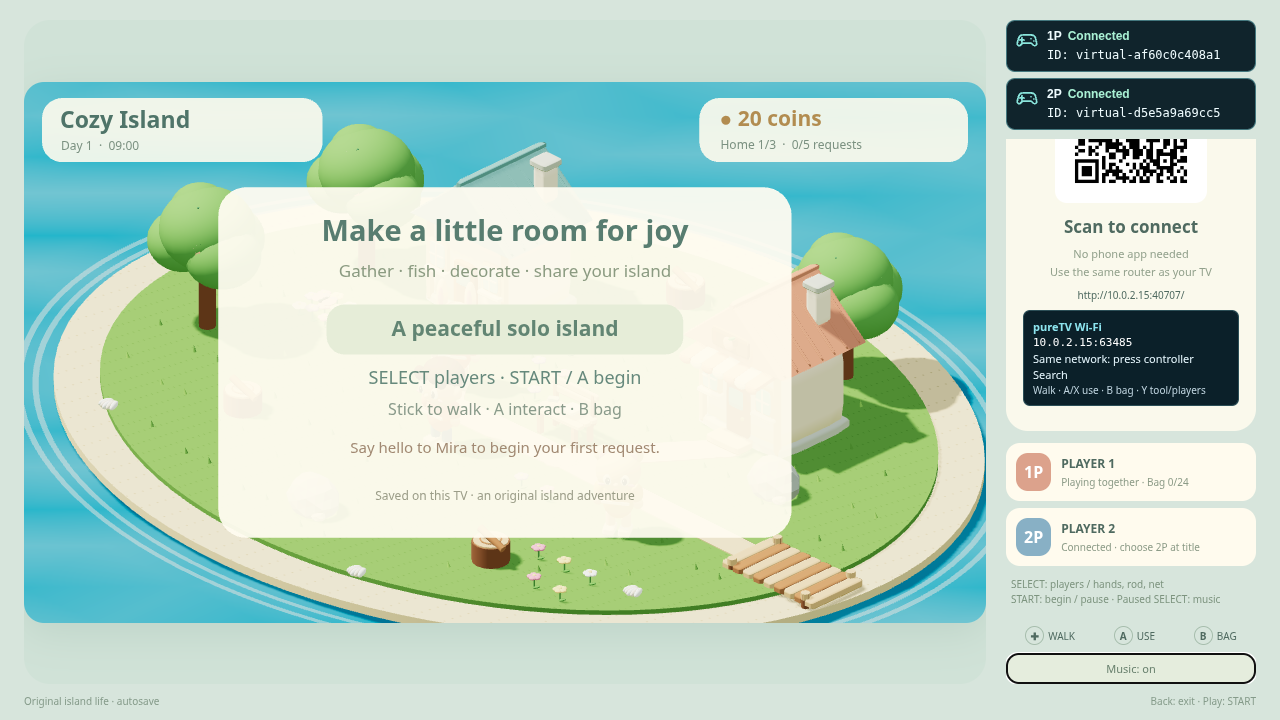 Cozy Island
Day 1 · 09:00
● 20 coins
Home 1/3 · 0/5 requests
Make a little room for joy
Gather · fish · decorate · share your island
A peaceful solo island
SELECT players · START / A begin
Stick to walk · A interact · B bag
Say hello to Mira to begin your first request.
Saved on this TV · an original island adventure
Original island life · autosave
1P Connected
ID: virtual-af60c0c408a1
2P Connected
ID: virtual-d5e5a9a69cc5
Scan to connect
No phone app needed
Use the same router as your TV
http://10.0.2.15:40707/
pureTV Wi-Fi
10.0.2.15:63485
Same network: press controller
Search
Walk · A/X use · B bag · Y tool/players
1P
PLAYER 1
Playing together · Bag 0/24
2P
PLAYER 2
Connected · choose 2P at title
SELECT: players / hands, rod, net
START: begin / pause · Paused SELECT: music
WALK
A USE
B BAG
Music: on
Back: exit · Play: START